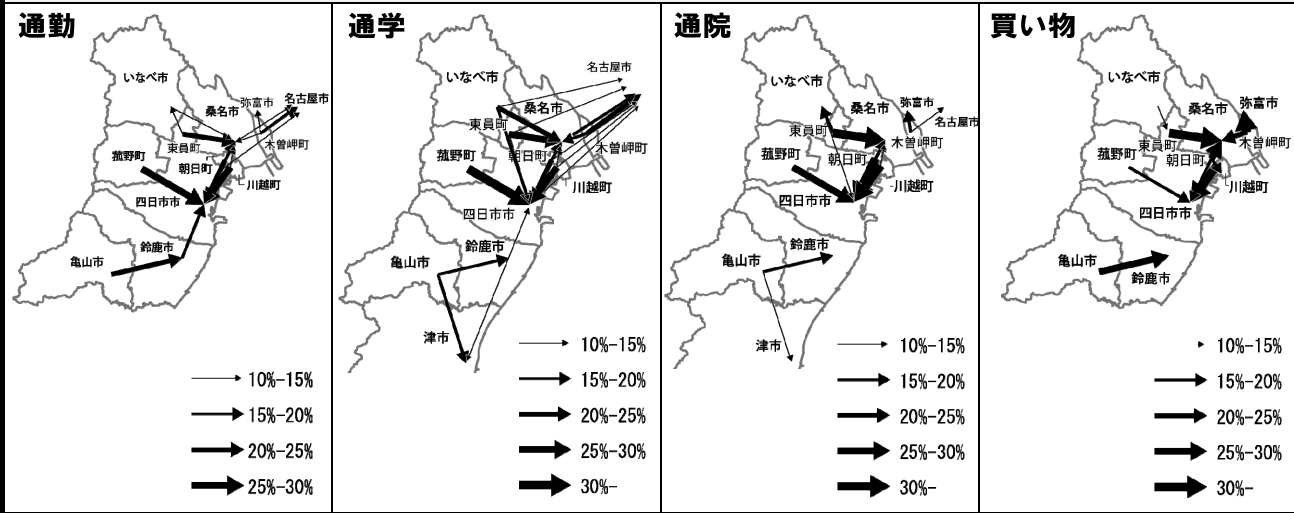 通勤
いなべ市
桑名市
弥富市
名古屋市
東員町
木曽岬町
菰野町
朝日町
川越町
四日市市
鈴鹿市
亀山市
10%-15%
15%-20%
20%-25%
25%-30%
通学
名古屋市
いなべ市
桑名市
東員町
木曽岬町
菰野町
朝日町
川越町
四日市市
鈴鹿市
亀山市
津市
10%-15%
15%-20%
20%-25%
25%-30%
30%-
通院
いなべ市
桑名市
弥富市
名古屋市
東員町
木曽岬町
菰野町
朝日町
川越町
四日市市
鈴鹿市
亀山市
津市
10%-15%
15%-20%
20%-25%
25%-30%
30%-
買い物
いなべ市
桑名市
弥富市
東員町
木曽岬町
菰野町
朝日町
川越町
四日市市
亀山市
鈴鹿市
10%-15%
15%-20%
20%-25%
25%-30%
30%-